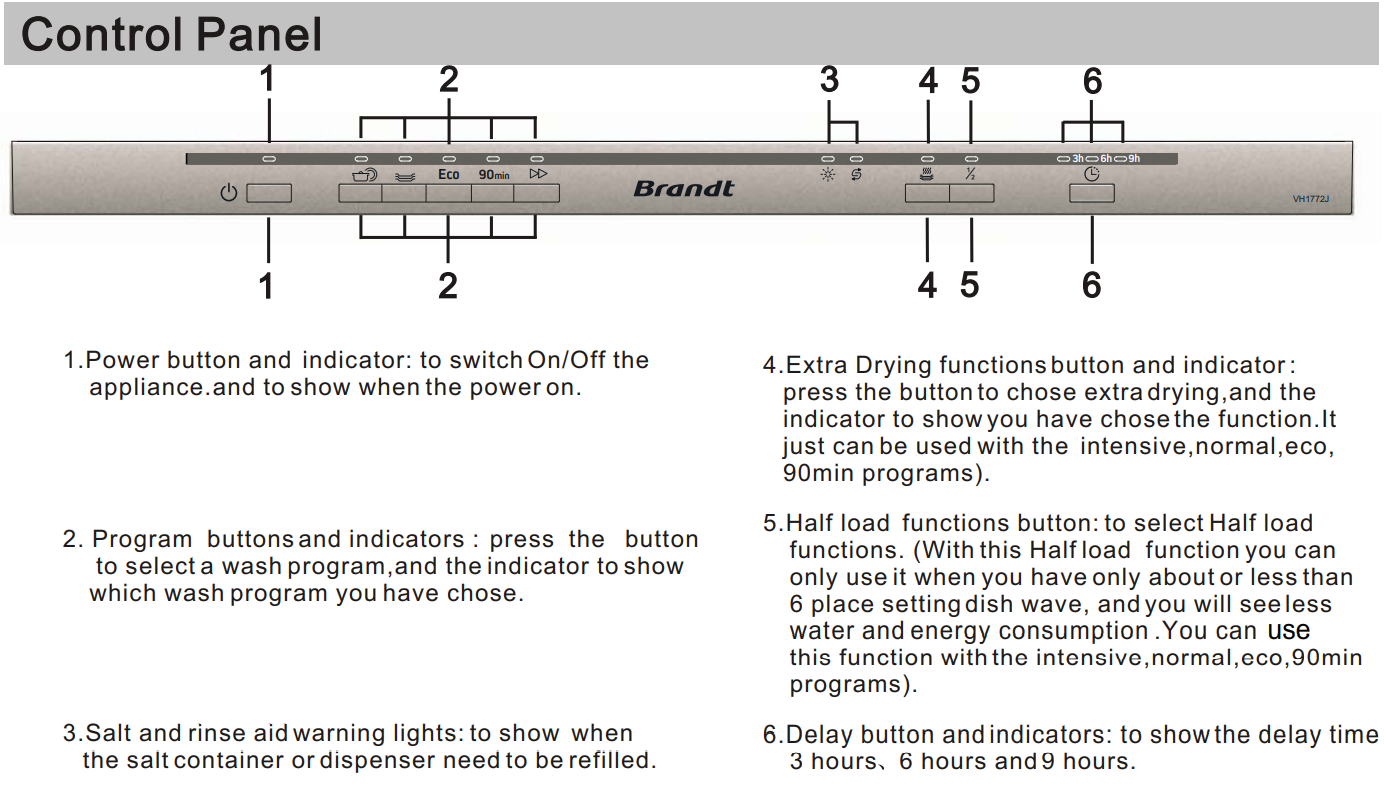 Control Panel
1 2 3 4 5 6
3h 6h 9h
Eco 90min ½
Brandt
VH1772J
1 2 4 5 6
1.Power button and indicator: to switch On/Off the
appliance.and to show when the power on.
2. Program buttons and indicators : press the button
to select a wash program,and the indicator to show
which wash program you have chose.
3.Salt and rinse aid warning lights: to show when
the salt container or dispenser need to be refilled.
4.Extra Drying functions button and indicator :
press the button to chose extra drying,and the
indicator to show you have chose the function.It
just can be used with the intensive,normal,eco,
90min programs).
5.Half load functions button: to select Half load
functions. (With this Half load function you can
only use it when you have only about or less than
6 place setting dish wave, and you will see less
water and energy consumption .You can use
this function with the intensive,normal,eco,90min
programs).
6.Delay button and indicators: to show the delay time
3 hours、6 hours and 9 hours.